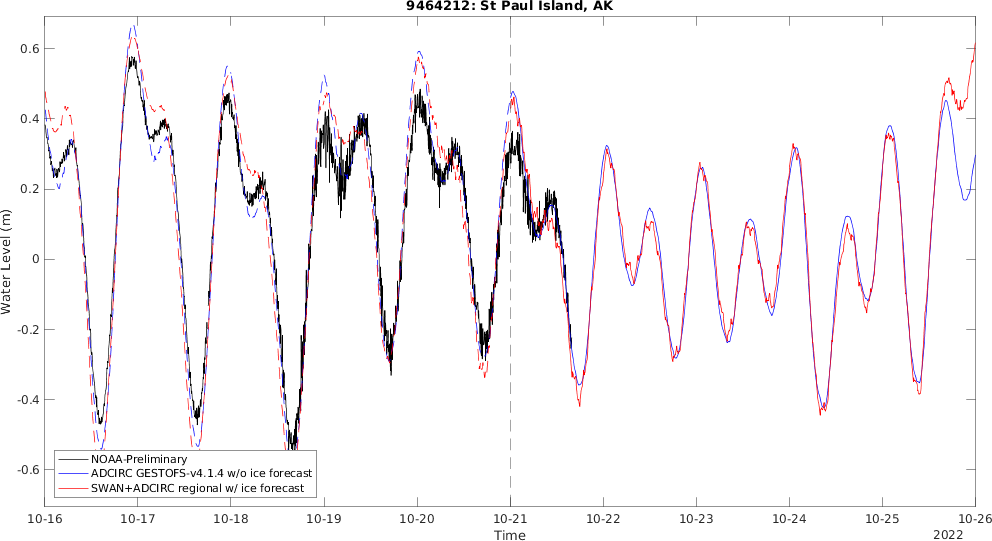 9464212: St Paul Island, AK
Water Level (m)
0.6
0.4
0.2
0
-0.2
-0.4
-0.6
NOAA-Preliminary
ADCIRC GESTOFS-v4.1.4 w/o ice forecast
SWAN+ADCIRC regional w/ ice forecast
10-16 10-17 10-18 10-19 10-20 10-21 10-22 10-23 10-24 10-25 10-26
Time
2022